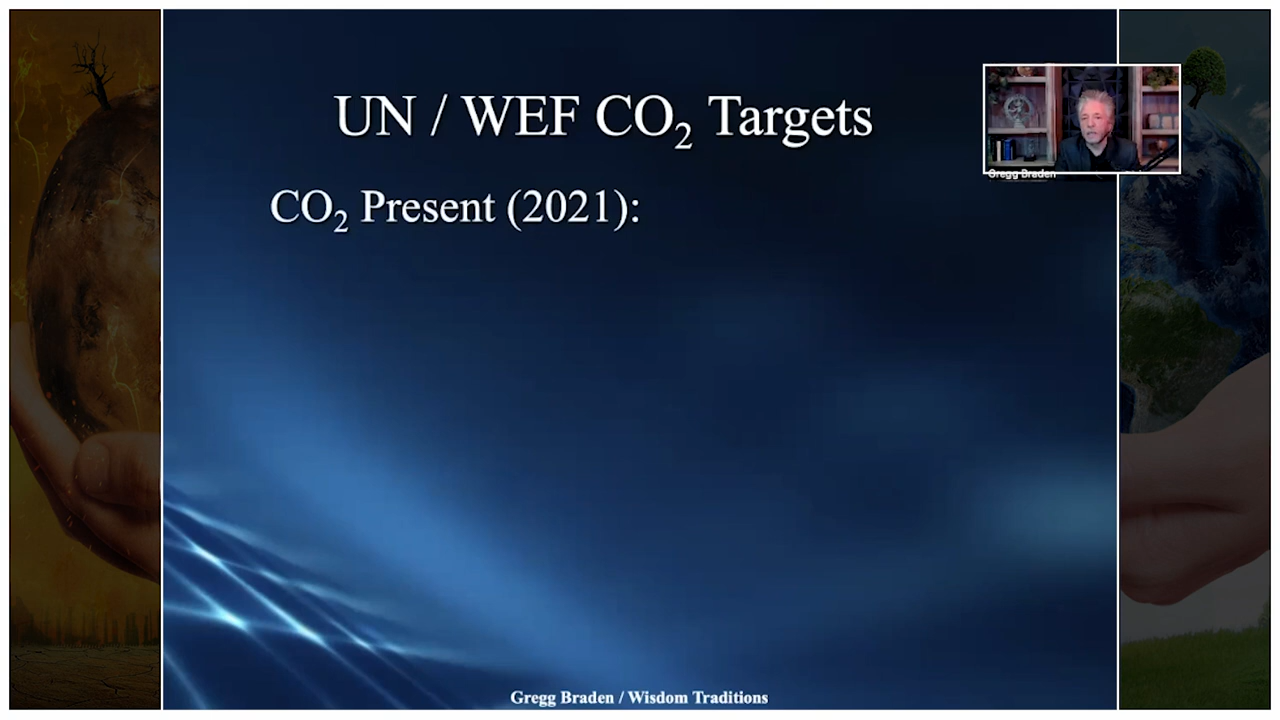 UN / WEF CO₂ Targets
CO₂ Present (2021):
Gregg Braden
Gregg Braden / Wisdom Traditions